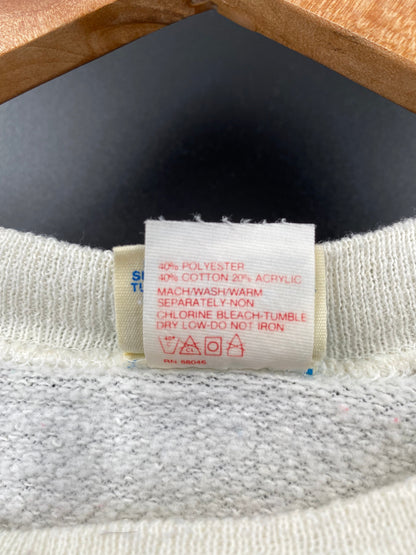 40% POLYESTER
40% COTTON 20% ACRYLIC
MACH/WASH/WARM
SEPARATELY-NON
CHLORINE BLEACH-TUMBLE
DRY LOW-DO NOT IRON
CL